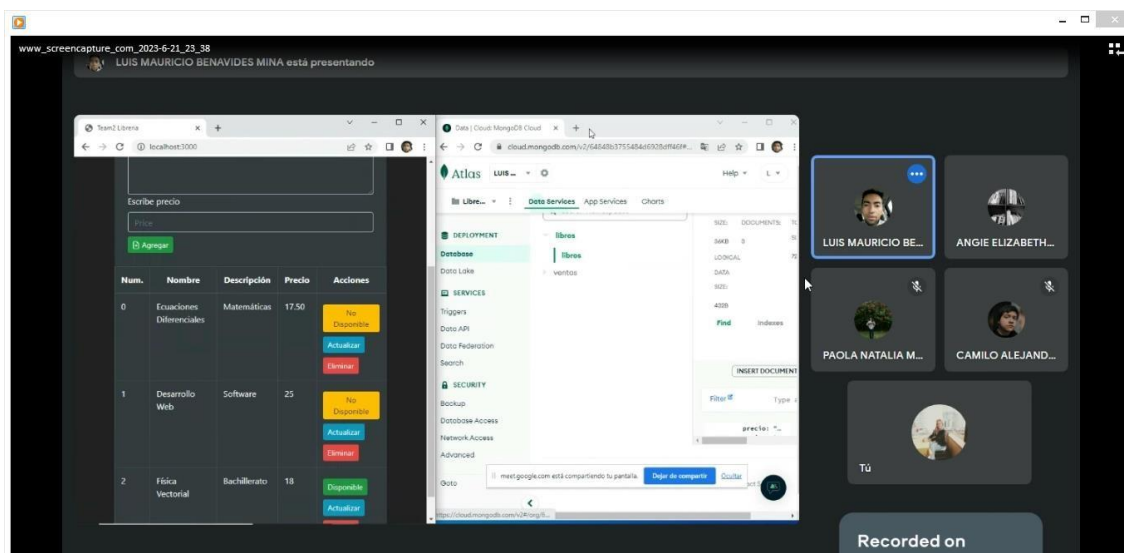 www_screencapture_com_2023-6-21_23_38
LUIS MAURICIO BENAVIDES MINA está presentando
Team2 Libreria
localhost:3000
Escribe precio
Price
Agregar
Num. Nombre Descripción Precio Acciones
0 Ecuaciones Diferenciales Matemáticas 17.50 No Disponible
Actualizar
Eliminar
1 Desarrollo Web Software 25 No Disponible
Actualizar
Eliminar
2 Física Vectorial Bachillerato 18 Disponible
Actualizar
Data | Cloud: MongoDB Cloud
Atlas LUIS ... Help L
Libre... Data Services App Services Charts
DEPLOYMENT
Database
Data Lake
SERVICES
Triggers
Data API
Data Federation
Search
SECURITY
Backup
Database Access
Network Access
Advanced
Goto
libros
libros
ventas
SIZE: DOCUMENTS:
5
LOGICAL
DATA
SIZE:
Find Indexes
INSERT DOCUMENT
Filter Type
precio: "...
meet.google.com está compartiendo tu pantalla. Dejar de compartir Ocultar
LUIS MAURICIO BE...
ANGIE ELIZABETH...
PAOLA NATALIA M...
CAMILO ALEJAND...
Tú
Recorded on